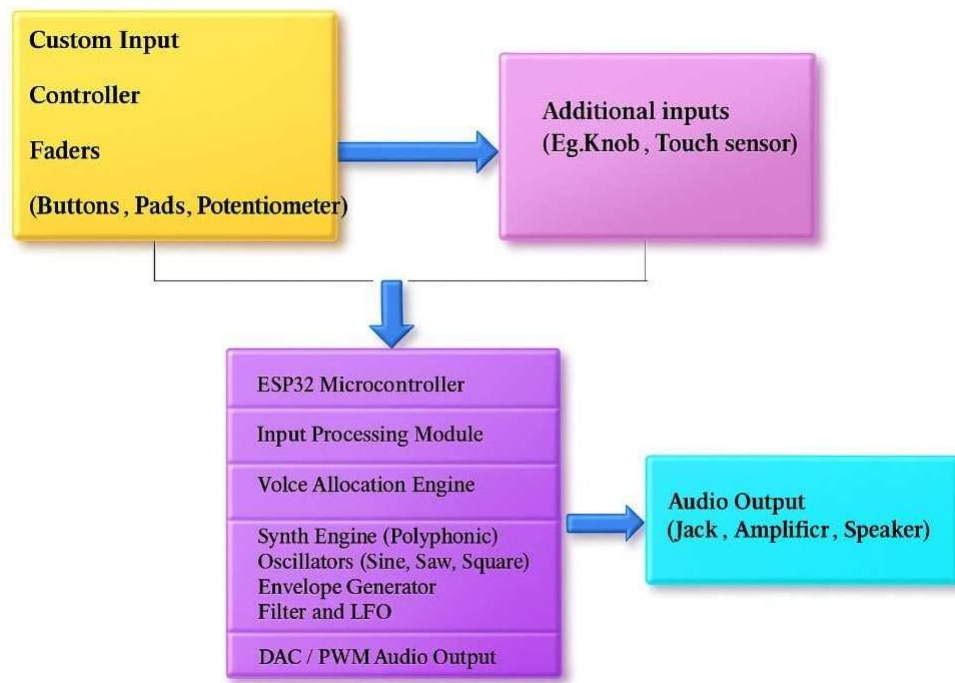 Custom Input
Controller
Faders
(Buttons , Pads, Potentiometer)
Additional inputs
(Eg.Knob , Touch sensor)
ESP32 Microcontroller
Input Processing Module
Volce Allocation Engine
Synth Engine (Polyphonic)
Oscillators (Sine, Saw, Square)
Envelope Generator
Filter and LFO
DAC / PWM Audio Output
Audio Output
(Jack , Amplificr , Speaker)